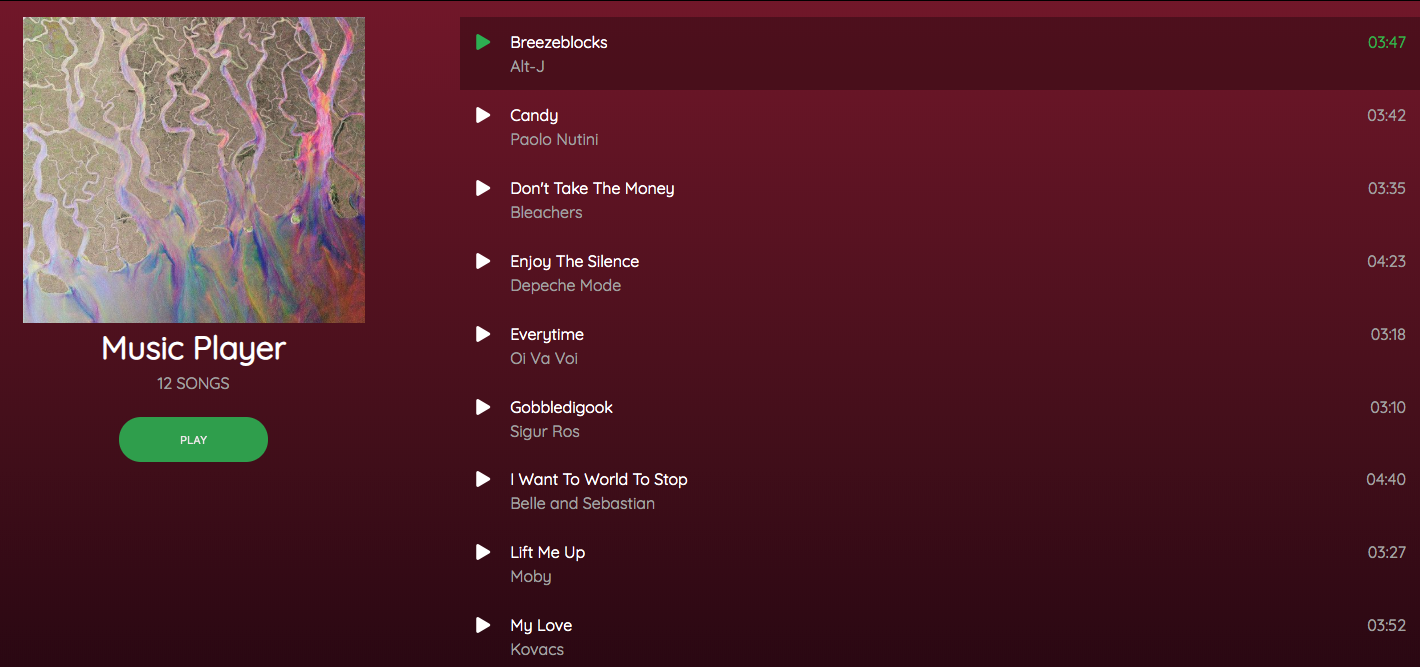 Music Player
12 SONGS
PLAY
Breezeblocks 03:47
Alt-J
Candy 03:42
Paolo Nutini
Don't Take The Money 03:35
Bleachers
Enjoy The Silence 04:23
Depeche Mode
Everytime 03:18
Oi Va Voi
Gobbledigook 03:10
Sigur Ros
I Want To World To Stop 04:40
Belle and Sebastian
Lift Me Up 03:27
Moby
My Love 03:52
Kovacs